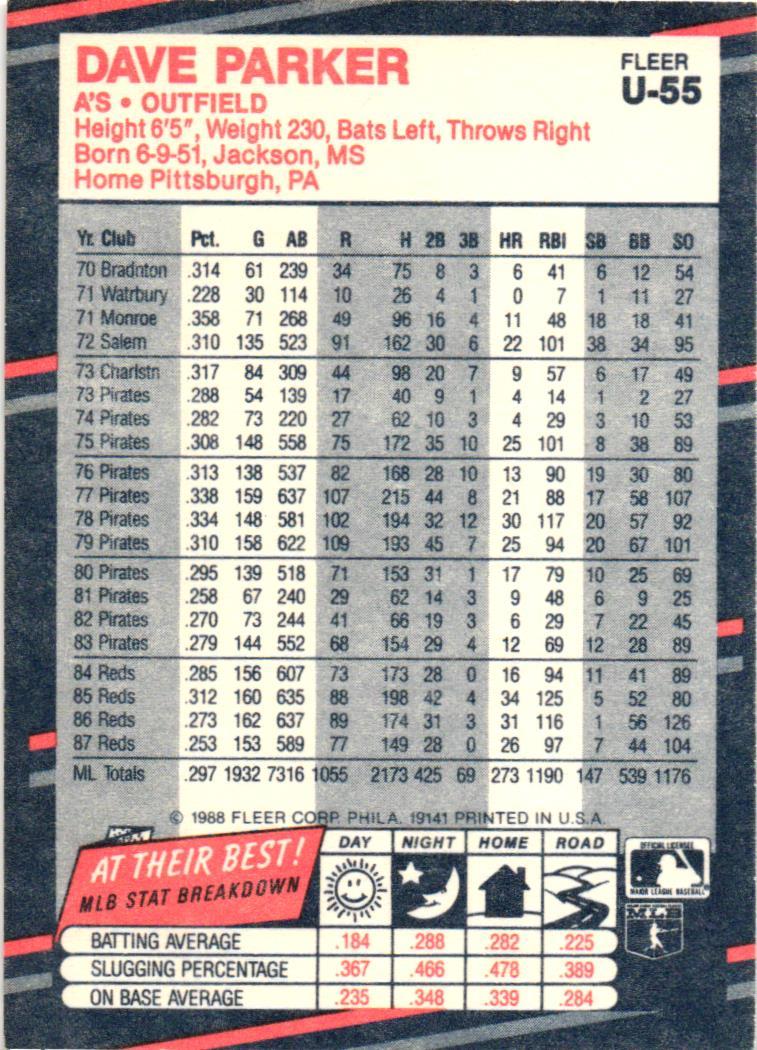 DAVE PARKER
A'S • OUTFIELD
Height 6'5", Weight 230, Bats Left, Throws Right
Born 6-9-51, Jackson, MS
Home Pittsburgh, PA
FLEER
U-55
Yr. Club Pct. G AB R H 2B 3B HR RBI SB BB SO
70 Bradnton .314 61 239 34 75 8 3 6 41 6 12 54
71 Watrbury .228 30 114 10 26 4 1 0 7 1 11 27
71 Monroe .358 71 268 49 96 16 4 11 48 18 18 41
72 Salem .310 135 523 91 162 30 6 22 101 38 34 95
73 Charlstn .317 84 309 44 98 20 7 9 57 6 17 49
73 Pirates .288 54 139 17 40 9 1 4 14 1 2 27
74 Pirates .282 73 220 27 62 10 3 4 29 3 10 53
75 Pirates .308 148 558 75 172 35 10 25 101 8 38 89
76 Pirates .313 138 537 82 168 28 10 13 90 19 30 80
77 Pirates .338 159 637 107 215 44 8 21 88 17 58 107
78 Pirates .334 148 581 102 194 32 12 30 117 20 57 92
79 Pirates .310 158 622 109 193 45 7 25 94 20 67 101
80 Pirates .295 139 518 71 153 31 1 17 79 10 25 69
81 Pirates .258 67 240 29 62 14 3 9 48 6 9 25
82 Pirates .270 73 244 41 66 19 3 6 29 7 22 45
83 Pirates .279 144 552 68 154 29 4 12 69 12 28 89
84 Reds .285 156 607 73 173 28 0 16 94 11 41 89
85 Reds .312 160 635 88 198 42 4 34 125 5 52 80
86 Reds .273 162 637 89 174 31 3 31 116 1 56 126
87 Reds .253 153 589 77 149 28 0 26 97 7 44 104
ML Totals .297 1932 7316 1055 2173 425 69 273 1190 147 539 1176
© 1988 FLEER CORP. PHILA. 19141 PRINTED IN U.S.A.
AT THEIR BEST!
MLB STAT BREAKDOWN
DAY NIGHT HOME ROAD
BATTING AVERAGE .184 .288 .282 .225
SLUGGING PERCENTAGE .367 .466 .478 .389
ON BASE AVERAGE .235 .348 .339 .284
OFFICIAL LICENSEE
MAJOR LEAGUE BASEBALL
MLB